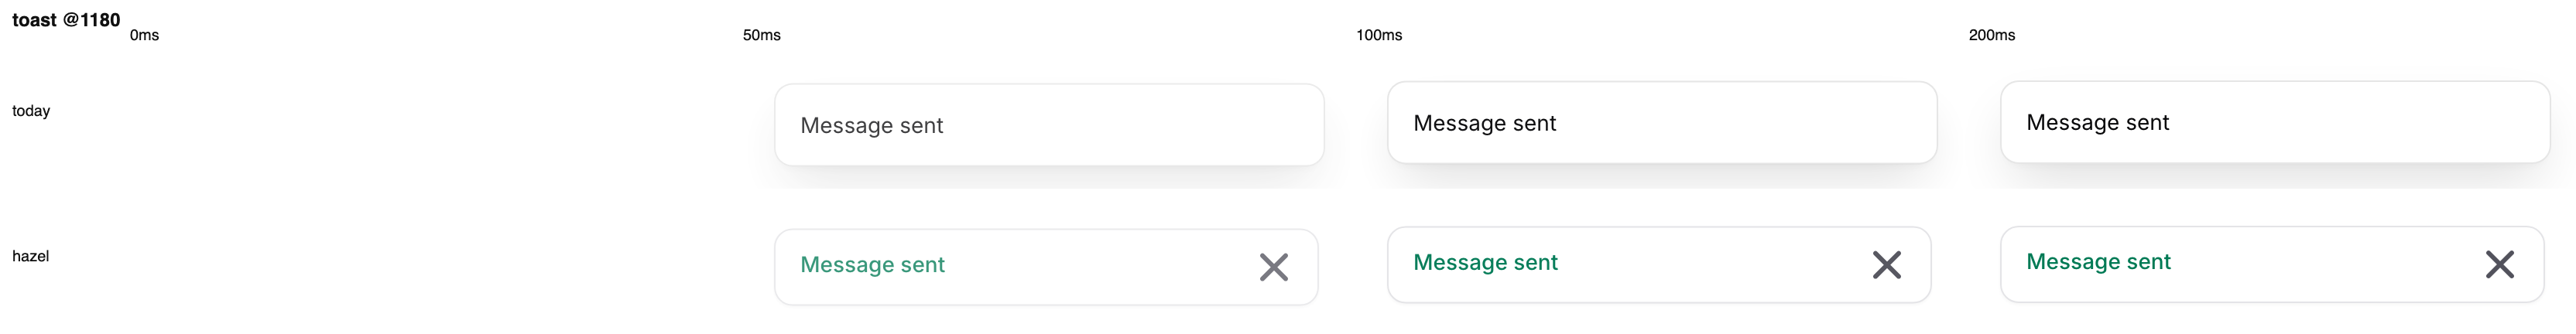 toast @1180
0ms 50ms 100ms 200ms
today Message sent Message sent Message sent
hazel Message sent Message sent Message sent